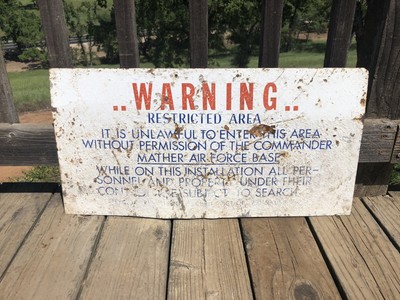 ..WARNING..
RESTRICTED AREA
IT IS UNLAWFUL TO ENTER THIS AREA
WITHOUT PERMISSION OF THE COMMANDER
MATHER AIR FORCE BASE
WHILE ON THIS INSTALLATION ALL PER-
SONNEL AND PROPERTY UNDER THEIR
SUBJECT TO SEARCH